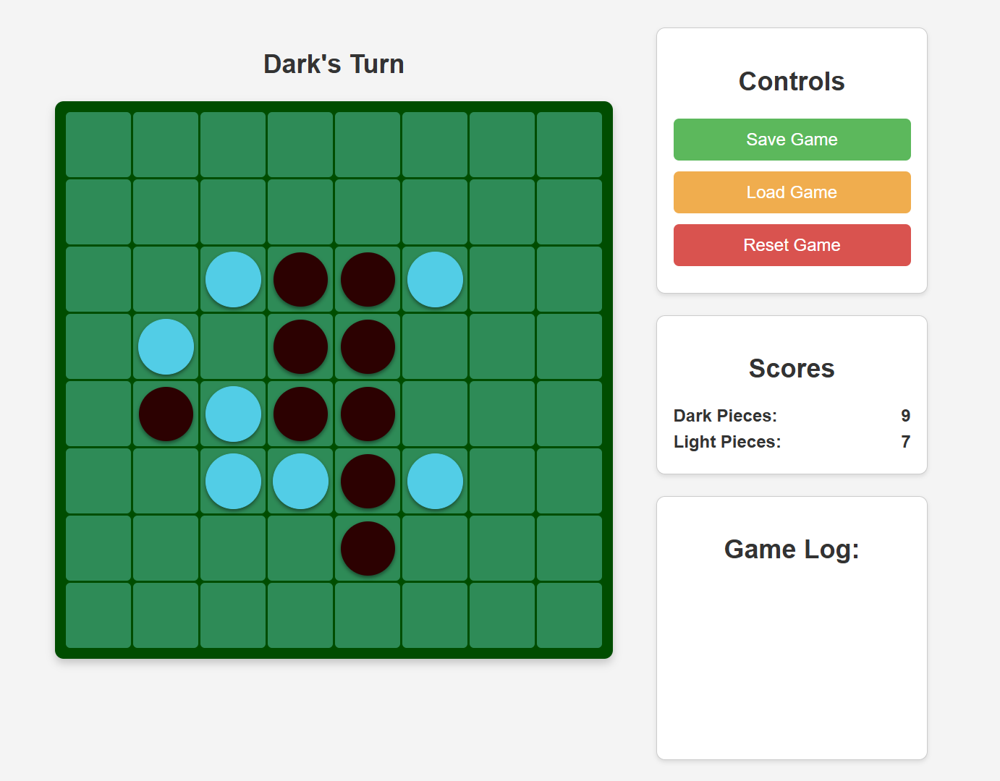 Dark's Turn
Controls
Save Game
Load Game
Reset Game
Scores
Dark Pieces: 9
Light Pieces: 7
Game Log: